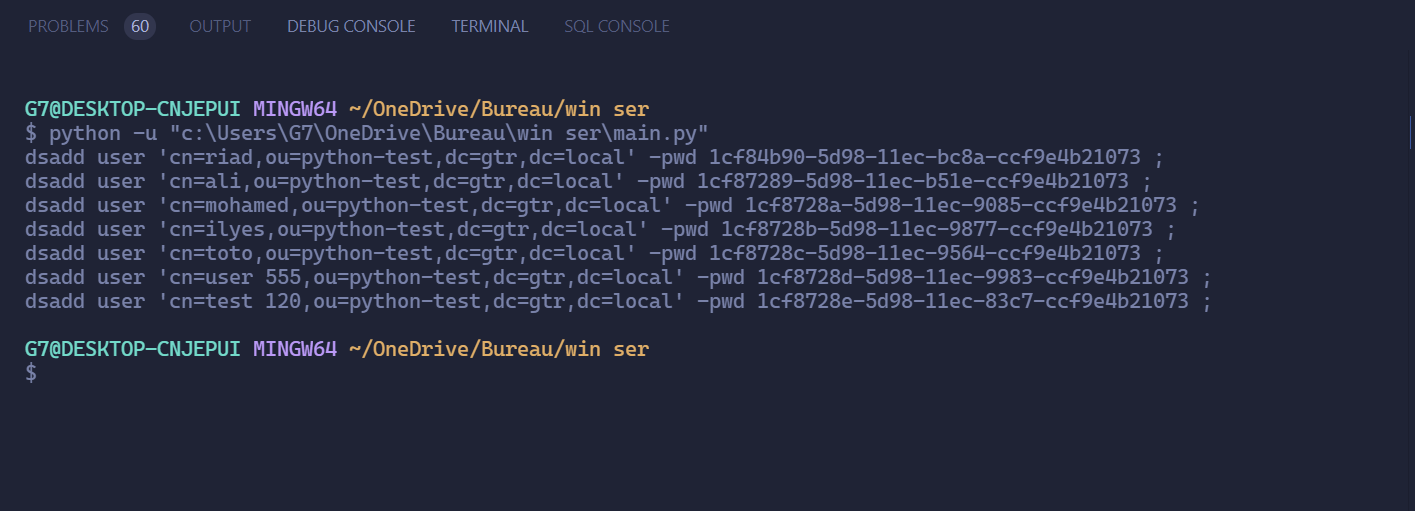 PROBLEMS 60 OUTPUT DEBUG CONSOLE TERMINAL SQL CONSOLE
G7@DESKTOP-CNJEPUI MINGW64 ~/OneDrive/Bureau/win ser
$ python -u "c:\Users\G7\OneDrive\Bureau\win ser\main.py"
dsadd user 'cn=riad,ou=python-test,dc=gtr,dc=local' -pwd 1cf84b90-5d98-11ec-bc8a-ccf9e4b21073 ;
dsadd user 'cn=ali,ou=python-test,dc=gtr,dc=local' -pwd 1cf87289-5d98-11ec-b51e-ccf9e4b21073 ;
dsadd user 'cn=mohamed,ou=python-test,dc=gtr,dc=local' -pwd 1cf8728a-5d98-11ec-9085-ccf9e4b21073 ;
dsadd user 'cn=ilyes,ou=python-test,dc=gtr,dc=local' -pwd 1cf8728b-5d98-11ec-9877-ccf9e4b21073 ;
dsadd user 'cn=toto,ou=python-test,dc=gtr,dc=local' -pwd 1cf8728c-5d98-11ec-9564-ccf9e4b21073 ;
dsadd user 'cn=user 555,ou=python-test,dc=gtr,dc=local' -pwd 1cf8728d-5d98-11ec-9983-ccf9e4b21073 ;
dsadd user 'cn=test 120,ou=python-test,dc=gtr,dc=local' -pwd 1cf8728e-5d98-11ec-83c7-ccf9e4b21073 ;
G7@DESKTOP-CNJEPUI MINGW64 ~/OneDrive/Bureau/win ser
$